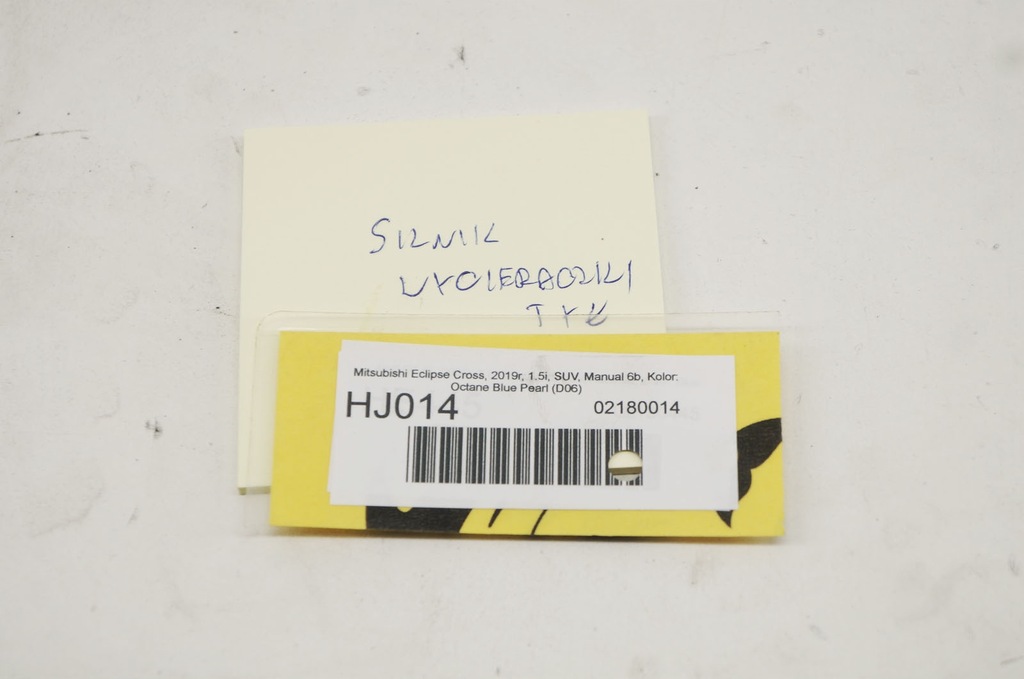 SILNIK
WYCIERACZKI
TYŁ
Mitsubishi Eclipse Cross, 2019r, 1.5i, SUV, Manual 6b, Kolor:
Octane Blue Pearl (D06)
HJ014
02180014